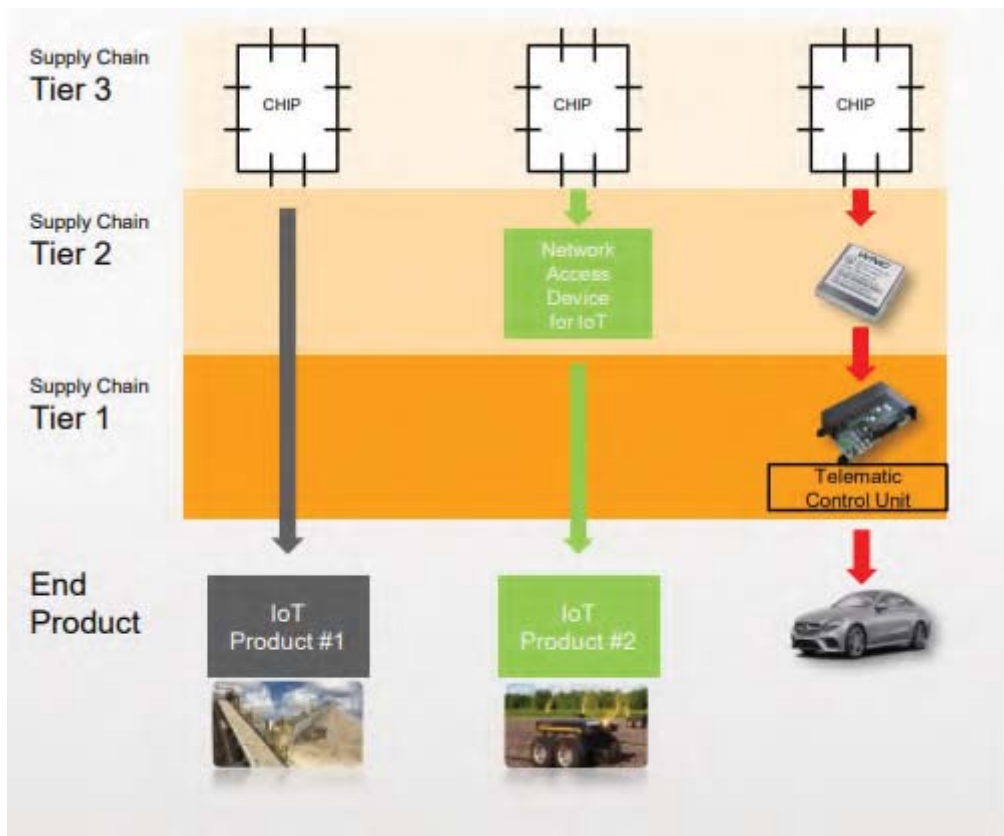 Supply Chain
Tier 3
CHIP
CHIP
CHIP
Supply Chain
Tier 2
Network
Access
Device
for IoT
WNC
Supply Chain
Tier 1
Telematic
Control Unit
End
Product
IoT
Product #1
IoT
Product #2